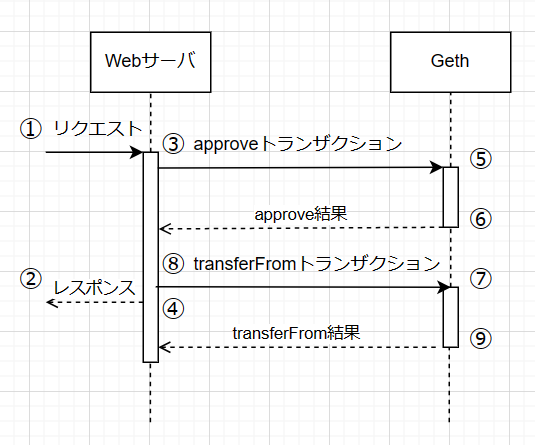 Webサーバ
Geth
① リクエスト
③ approveトランザクション
⑤
approve結果
⑥
⑧ transferFromトランザクション
⑦
② レスポンス
④
transferFrom結果
⑨